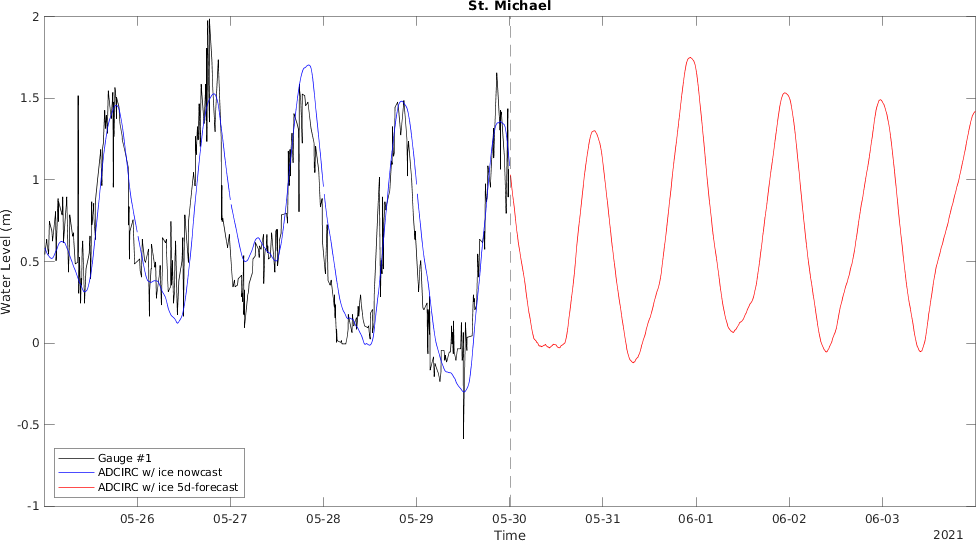 St. Michael
2
1.5
1
0.5
0
-0.5
-1
Water Level (m)
Gauge #1
ADCIRC w/ ice nowcast
ADCIRC w/ ice 5d-forecast
05-26 05-27 05-28 05-29 05-30 05-31 06-01 06-02 06-03
Time
2021